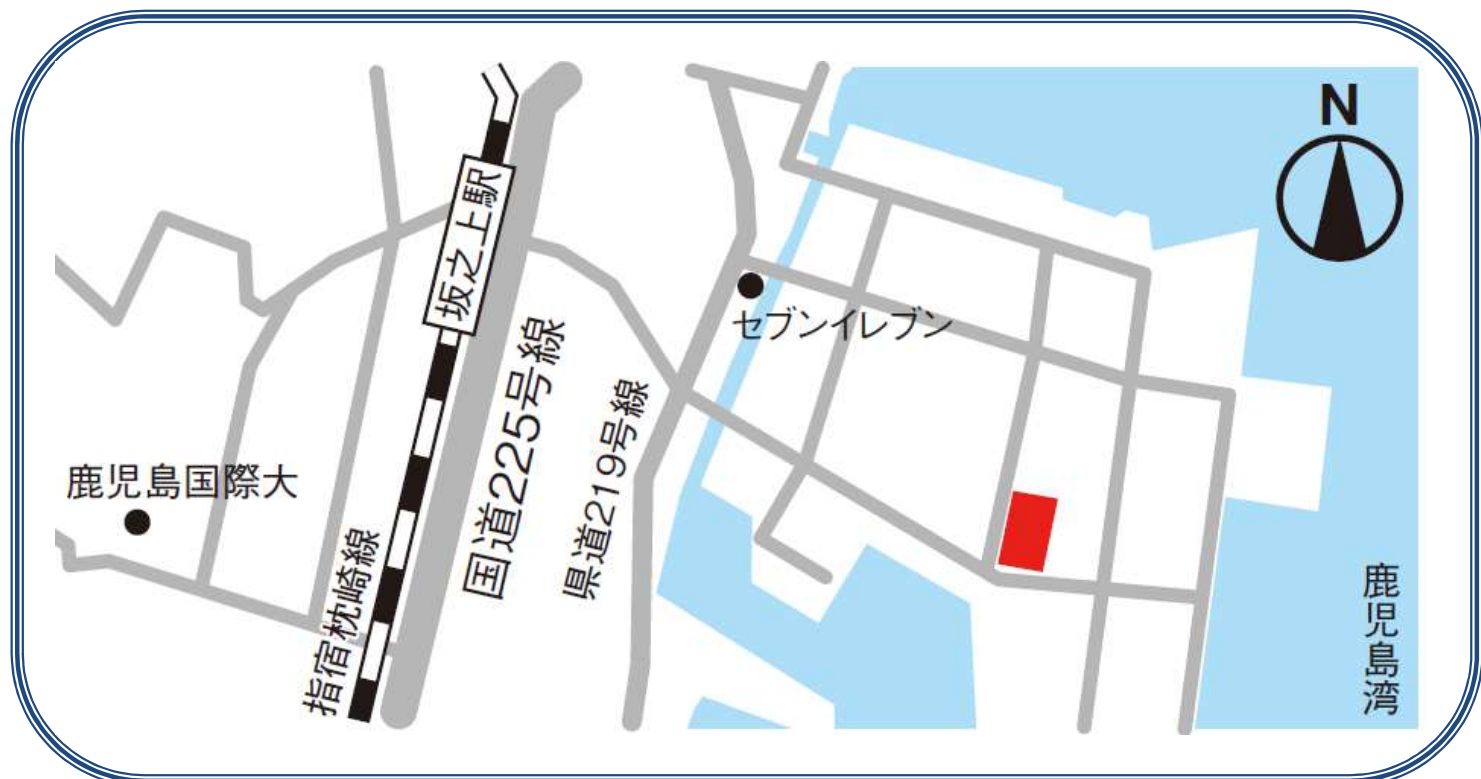 N
坂之上駅
セブンイレブン
国道225号線
県道219号線
鹿児島国際大
指宿枕崎線
鹿児島湾